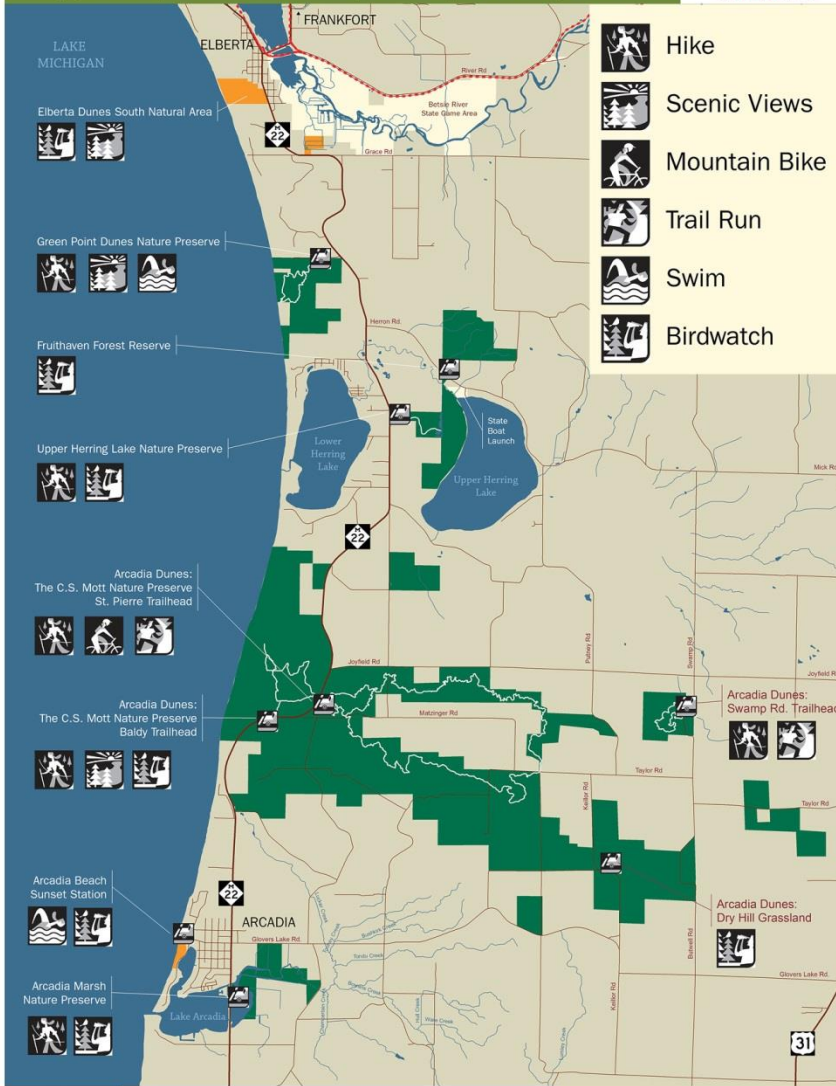 FRANKFORT
ELBERTA
LAKE
MICHIGAN
River Rd
Betsie River
State Game Area
Elberta Dunes South Natural Area
M
22
Grace Rd
Hike
Scenic Views
Mountain Bike
Trail Run
Swim
Birdwatch
Green Point Dunes Nature Preserve
Herron Rd.
Fruithaven Forest Reserve
State
Boat
Launch
Upper Herring Lake Nature Preserve
Lower
Herring
Lake
Upper Herring
Lake
Mick Rd
M
22
Arcadia Dunes:
The C.S. Mott Nature Preserve
St. Pierre Trailhead
Putney Rd
Swamp Rd
Joyfield Rd
Joyfield Rd
Arcadia Dunes:
The C.S. Mott Nature Preserve
Baldy Trailhead
Matzinger Rd
Arcadia Dunes:
Swamp Rd. Trailhead
Taylor Rd
Keillor Rd
Taylor Rd
Arcadia Beach
Sunset Station
M
22
ARCADIA
Glovers Lake Rd.
Arcadia Dunes:
Dry Hill Grassland
Butwell Rd
Glovers Lake Rd.
Keillor Rd
Arcadia Marsh
Nature Preserve
Lake Arcadia
31